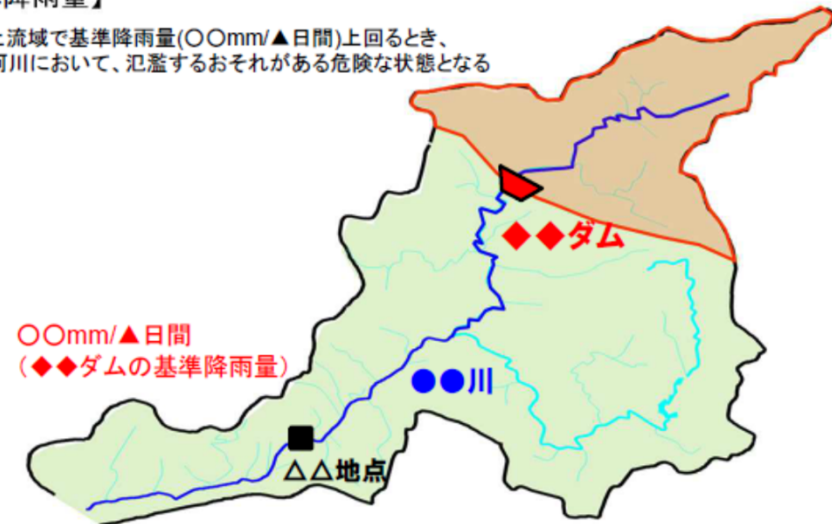 降雨量】
上流域で基準降雨量(〇〇mm/▲日間)上回るとき、
河川において、氾濫するおそれがある危険な状態となる
◆◆ダム
〇〇mm/▲日間
(◆◆ダムの基準降雨量)
●●川
△△地点